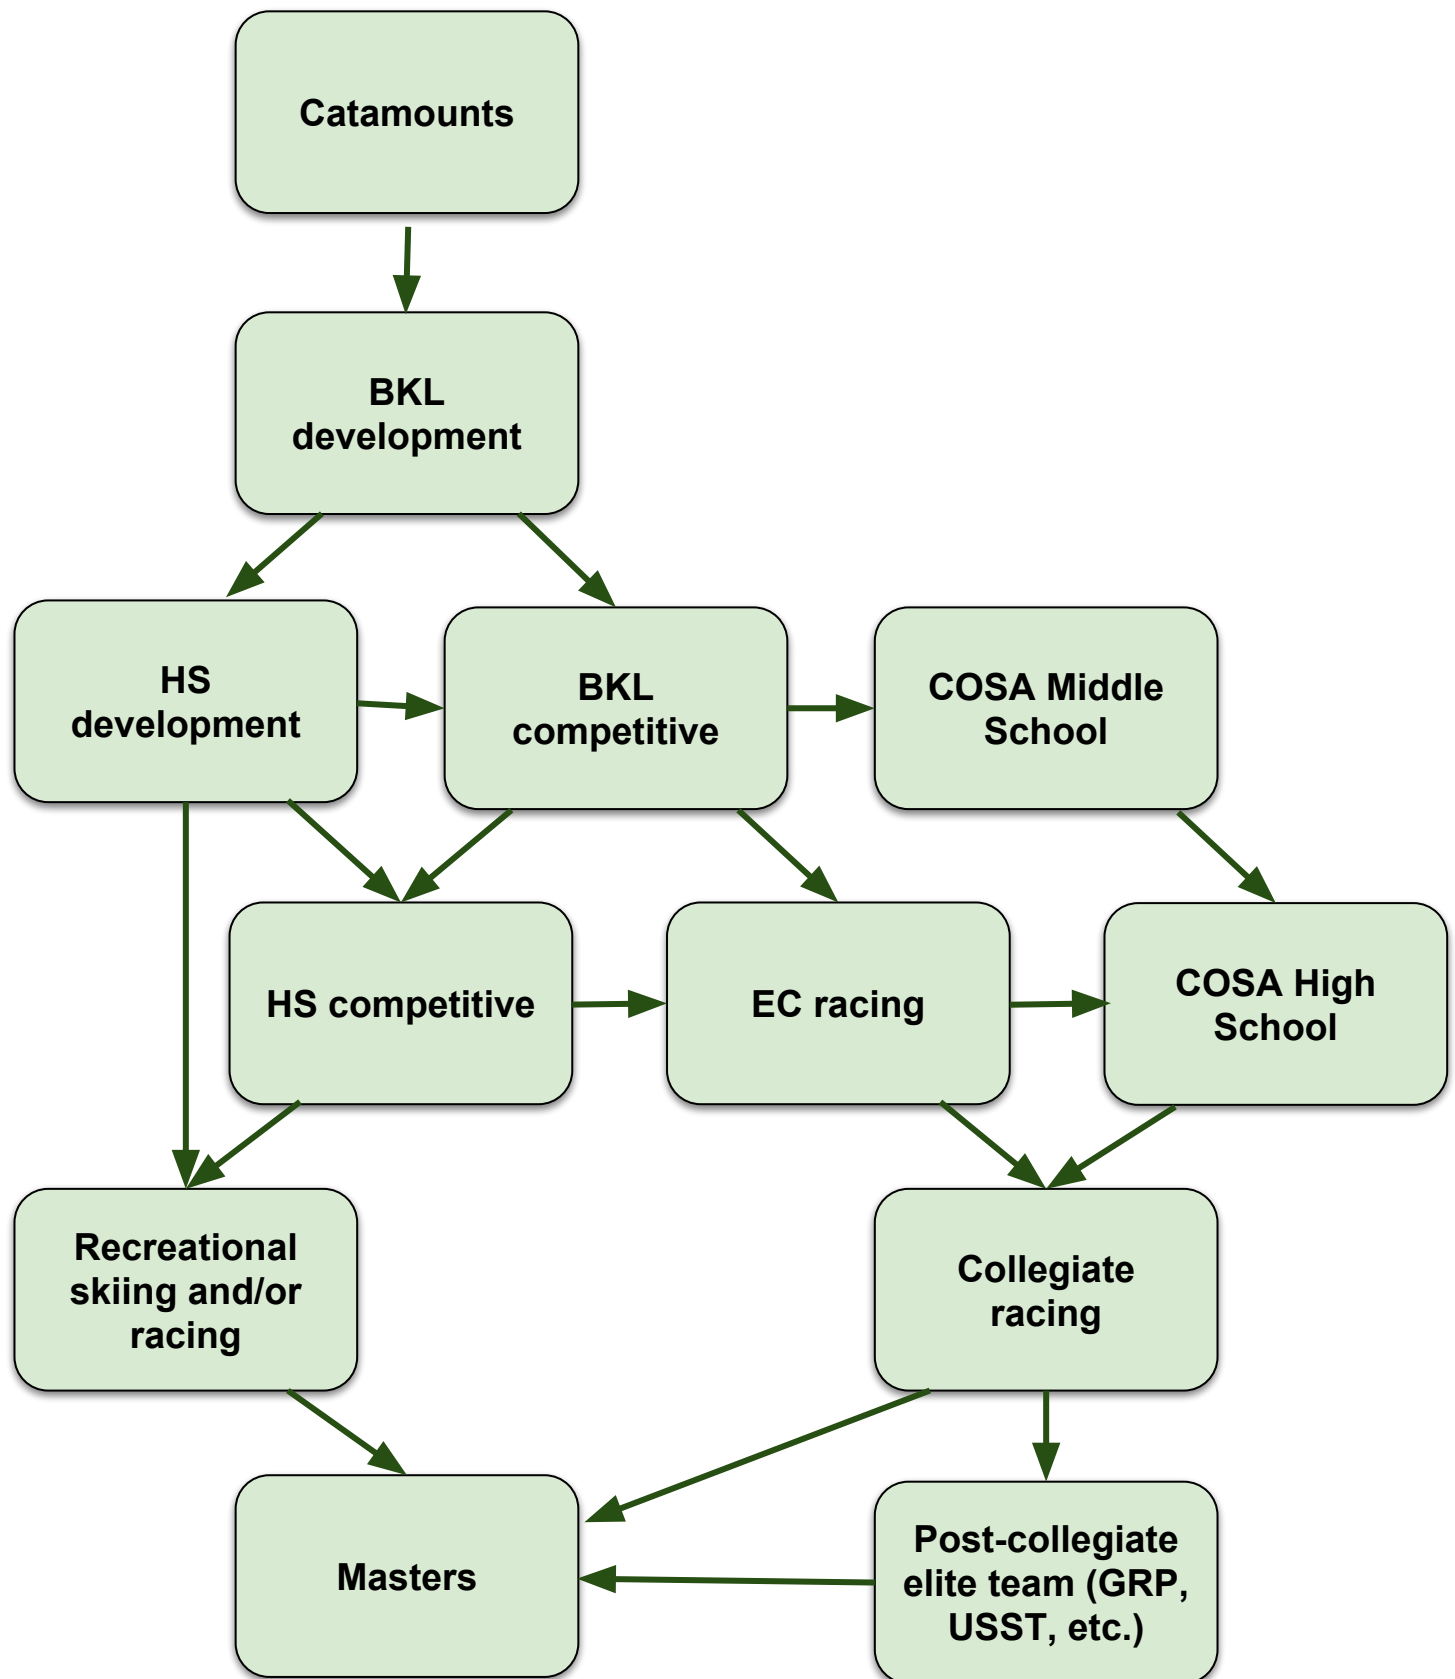 Catamounts
BKL
development
HS
development
BKL
competitive
COSA Middle
School
HS competitive
EC racing
COSA High
School
Recreational
skiing and/or
racing
Collegiate
racing
Masters
Post-collegiate
elite team (GRP,
USST, etc.)